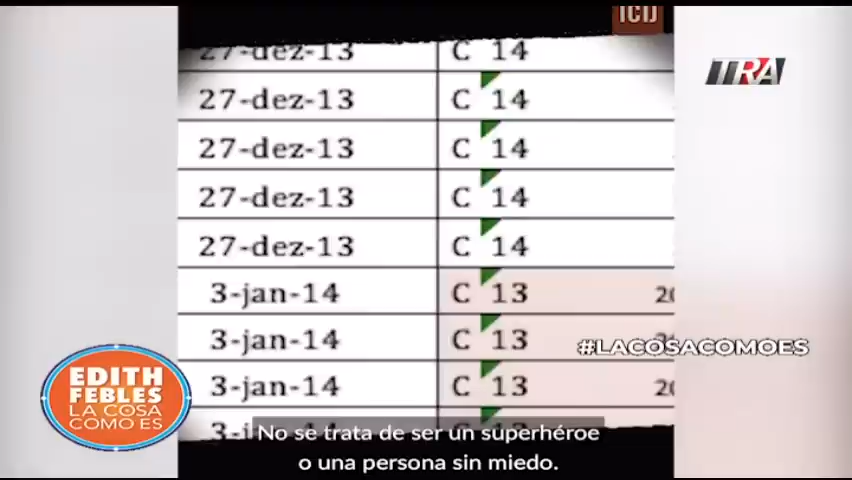 ICIJ
TRA
27-dez-13 C 14
27-dez-13 C 14
27-dez-13 C 14
27-dez-13 C 14
27-dez-13 C 14
3-jan-14 C 13
3-jan-14 C 13
#LACOSACOMOES
3-jan-14 C 13
EDITH
FEBLES
LA COSA
COMO ES
No se trata de ser un superhéroe
o una persona sin miedo.